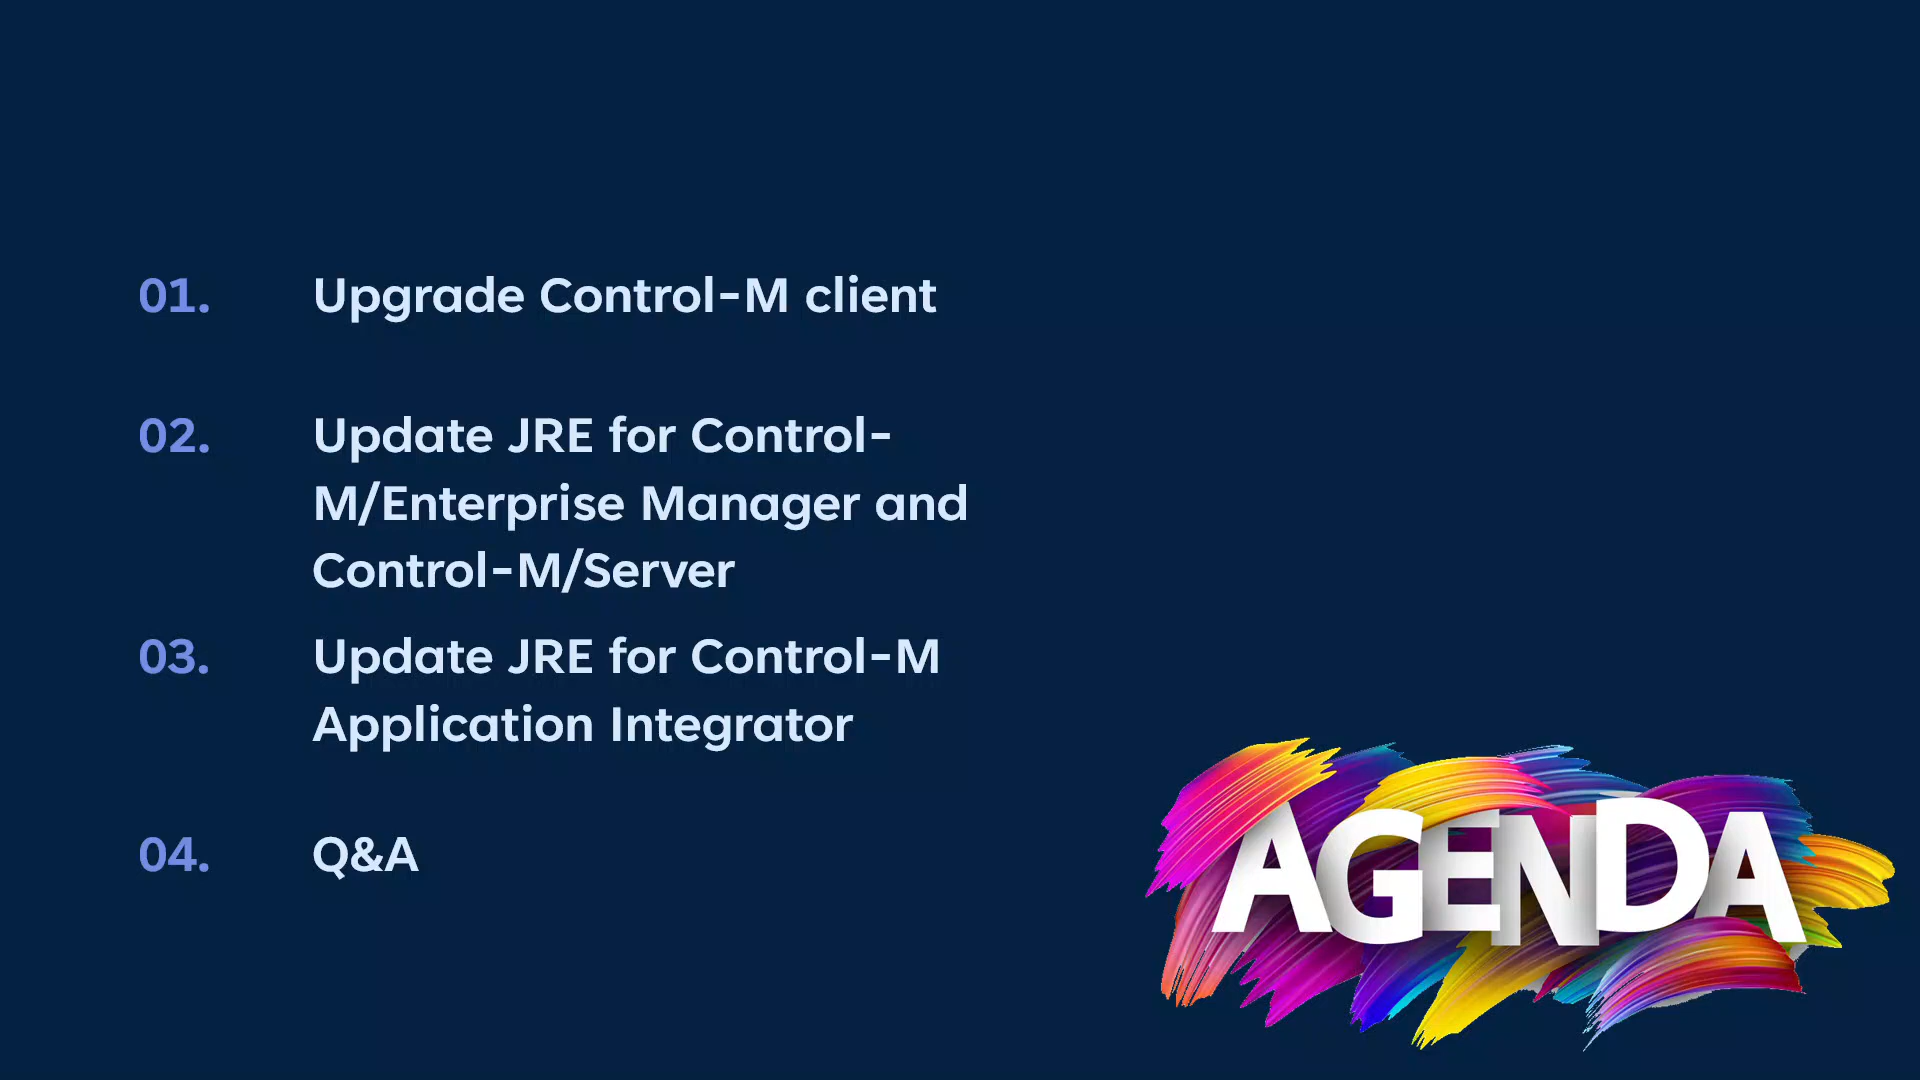 01. Upgrade Control-M client
02. Update JRE for Control-
M/Enterprise Manager and
Control-M/Server
03. Update JRE for Control-M
Application Integrator
04. Q&A
AGENDA